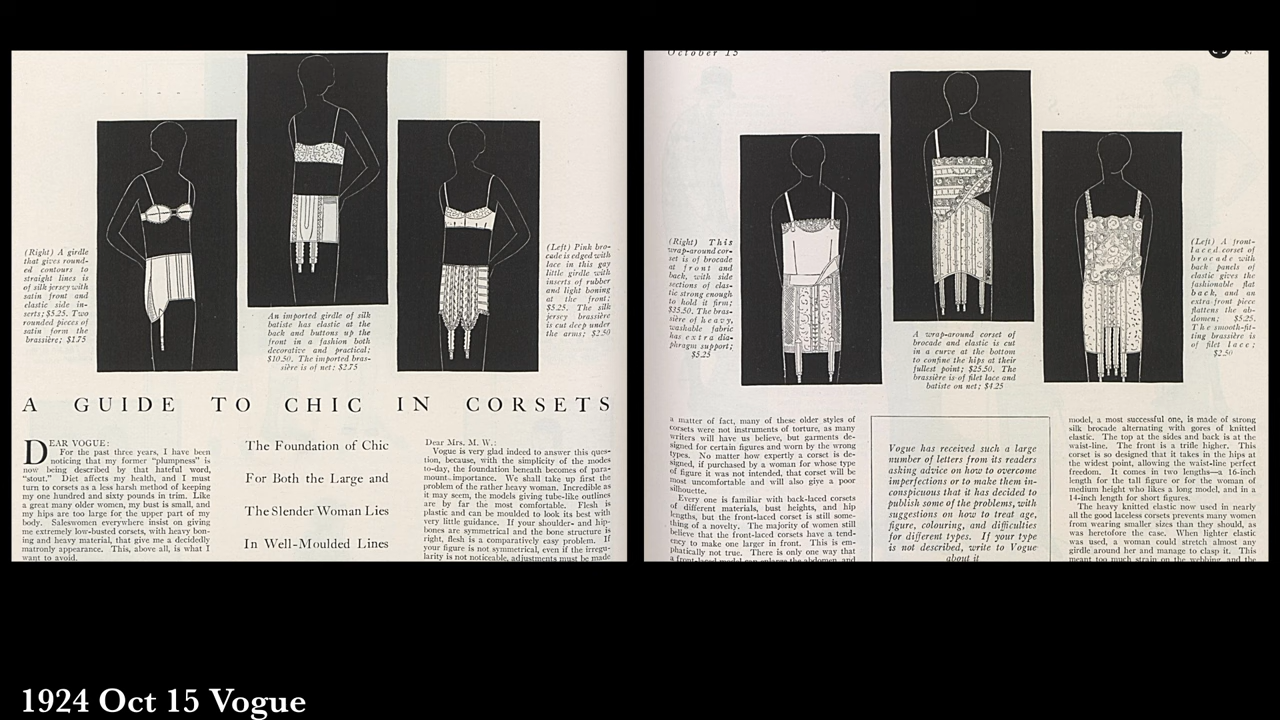 (Right) A girdle
that gives round-
ed contours to
straight lines is
of silk jersey with
satin front and
elastic side in-
serts; $5.25. Two
rounded pieces of
satin form the
brassière; $1.75
An imported girdle of silk
batiste has elastic at the
back and buttons up the
front in a fashion both
decorative and practical;
$10.50. The imported bras-
sière is of net; $2.75
(Left) Pink bro-
cade is edged with
lace in this gay
little girdle with
inserts of rubber
and light boning
at the front;
$5.25. The silk
jersey brassière
is cut deep under
the arms; $2.50
A GUIDE TO CHIC IN CORSETS
DEAR VOGUE:
For the past three years, I have been
noticing that my former "plumpness" is
now being described by that hateful word,
"stout." Diet affects my health, and I must
turn to corsets as a less harsh method of keeping
my one hundred and sixty pounds in trim. Like
a great many older women, my bust is small, and
my hips are too large for the upper part of my
body. Saleswomen everywhere insist on giving
me extremely low-busted corsets, with heavy bon-
ing and heavy material, that give me a decidedly
matronly appearance. This, above all, is what I
want to avoid.
The Foundation of Chic
For Both the Large and
The Slender Woman Lies
In Well-Moulded Lines
Dear Mrs. M. W.:
Vogue is very glad indeed to answer this ques-
tion, because, with the simplicity of the modes
to-day, the foundation beneath becomes of para-
mount importance. We shall take up first the
problem of the rather heavy woman. Incredible as
it may seem, the models giving tube-like outlines
are by far the most comfortable. Flesh is
plastic and can be moulded to look its best with
very little guidance. If your shoulder- and hip-
bones are symmetrical and the bone structure is
right, flesh is a comparatively easy problem. If
your figure is not symmetrical, even if the irregu-
larity is not noticeable, adjustments must be made
October 15
(Right) This
wrap-around cor-
set is of brocade
at front and
back, with side
sections of elas-
tic strong enough
to hold it firm;
$35.50. The bras-
sière of heavy,
washable fabric
has extra dia-
phragm support;
$5.25
A wrap-around corset of
brocade and elastic is cut
in a curve at the bottom
to confine the hips at their
fullest point; $25.50. The
brassière is of filet lace and
batiste on net; $4.25
(Left) A front-
laced corset of
brocade with
back panels of
elastic gives the
fashionable flat
back, and an
extra front piece
flattens the ab-
domen; $5.25.
The smooth-fit-
ting brassière is
of filet lace;
$2.50
a matter of fact, many of these older styles of
corsets were not instruments of torture, as many
writers will have us believe, but garments de-
signed for certain figures and worn by the wrong
types. No matter how expertly a corset is de-
signed, if purchased by a woman for whose type
of figure it was not intended, that corset will be
most uncomfortable and will also give a poor
silhouette.
Every one is familiar with back-laced corsets
of different materials, bust heights, and hip
lengths, but the front-laced corset is still some-
thing of a novelty. The majority of women still
believe that the front-laced corsets have a tend-
ency to make one larger in front. This is em-
phatically not true. There is only one way that
a front-laced model can enlarge the abdomen, and
Vogue has received such a large
number of letters from its readers
asking advice on how to overcome
imperfections or to make them in-
conspicuous that it has decided to
publish some of the problems, with
suggestions on how to treat age,
figure, colouring, and difficulties
for different types. If your type
is not described, write to Vogue
about it
model, a most successful one, is made of strong
silk brocade alternating with gores of knitted
elastic. The top at the sides and back is at the
waist-line. The front is a trifle higher. This
corset is so designed that it takes in the hips at
the widest point, allowing the waist-line perfect
freedom. It comes in two lengths—a 16-inch
length for the tall figure or for the woman of
medium height who likes a long model, and in a
14-inch length for short figures.
The heavy knitted elastic now used in nearly
all the good laceless corsets prevents many women
from wearing smaller sizes than they should, as
was heretofore the case. When lighter elastic
was used, a woman could stretch almost any
girdle around her and manage to clasp it. This
meant too much strain on the webbing, and the
1924 Oct 15 Vogue